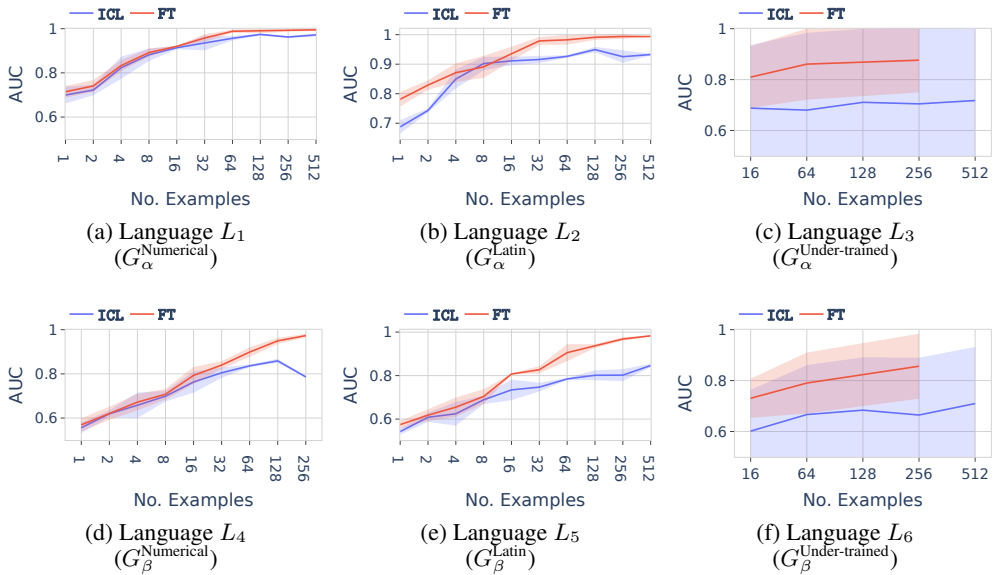 ICL FT
AUC
1
0.8
0.6
1 2 4 8 16 32 64 128 256 512
No. Examples
(a) Language L₁
(G_α^Numerical)
ICL FT
AUC
1
0.9
0.8
0.7
1 2 4 8 16 32 64 128 256 512
No. Examples
(b) Language L₂
(G_α^Latin)
ICL FT
AUC
1
0.8
0.6
16 64 128 256 512
No. Examples
(c) Language L₃
(G_α^Under-trained)
ICL FT
AUC
1
0.8
0.6
1 2 4 8 16 32 64 128 256
No. Examples
(d) Language L₄
(G_β^Numerical)
ICL FT
AUC
1
0.8
0.6
1 2 4 8 16 32 64 128 256 512
No. Examples
(e) Language L₅
(G_β^Latin)
ICL FT
AUC
1
0.8
0.6
16 64 128 256 512
No. Examples
(f) Language L₆
(G_β^Under-trained)